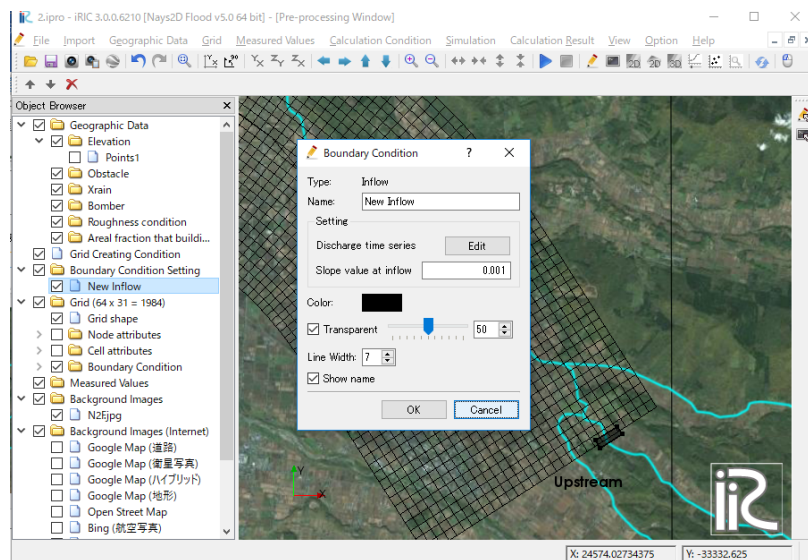 2.ipro - iRIC 3.0.0.6210 [Nays2D Flood v5.0 64 bit] - [Pre-processing Window]
File Import Geographic Data Grid Measured Values Calculation Condition Simulation Calculation Result View Option Help
Object Browser
Geographic Data
Elevation
Points1
Obstacle
Xrain
Bomber
Roughness condition
Areal fraction that buildi...
Grid Creating Condition
Boundary Condition Setting
New Inflow
Grid (64 x 31 = 1984)
Grid shape
Node attributes
Cell attributes
Boundary Condition
Measured Values
Background Images
N2Fjpg
Background Images (Internet)
Google Map (道路)
Google Map (衛星写真)
Google Map (ハイブリッド)
Google Map (地形)
Open Street Map
Bing (航空写真)
Boundary Condition ?
Type: Inflow
Name: New Inflow
Setting
Discharge time series Edit
Slope value at inflow 0.001
Color:
Transparent 50
Line Width: 7
Show name
OK Cancel
Upstream
Y
X
iRIC
X: 24574.02734375 Y: -33332.625